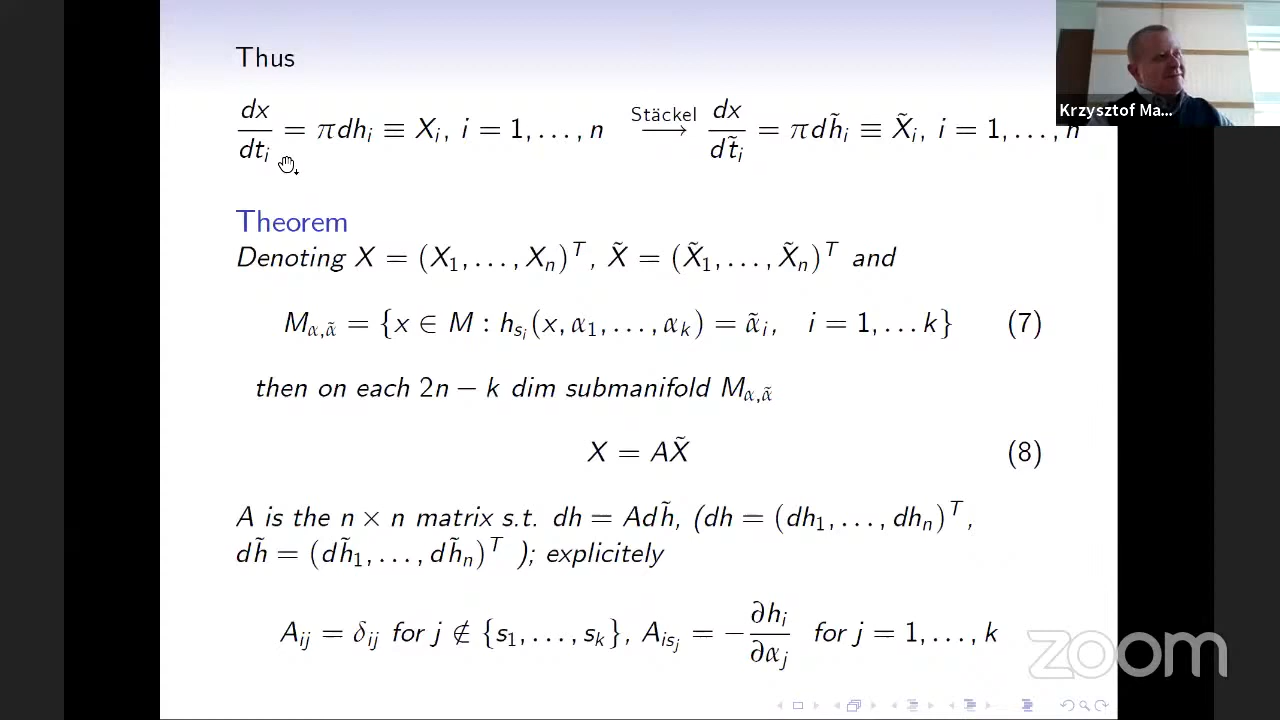 Thus
dx/dt_i = πdh_i ≡ X_i, i = 1, . . . , n Stäckel ⟶ dx/dt̃_i = πdh̃_i ≡ X̃_i, i = 1, . . . , n
Krzysztof Ma...
Theorem
Denoting X = (X_1, . . . , X_n)^T, X̃ = (X̃_1, . . . , X̃_n)^T and
M_{α,α̃} = {x ∈ M : h_{s_i}(x, α_1, . . . , α_k) = α̃_i, i = 1, . . . k} (7)
then on each 2n − k dim submanifold M_{α,α̃}
X = AX̃ (8)
A is the n × n matrix s.t. dh = Adh̃, (dh = (dh_1, . . . , dh_n)^T,
dh̃ = (dh̃_1, . . . , dh̃_n)^T ); explicitely
A_{ij} = δ_{ij} for j ∉ {s_1, . . . , s_k}, A_{is_j} = −∂h_i/∂α_j for j = 1, . . . , k
zoom